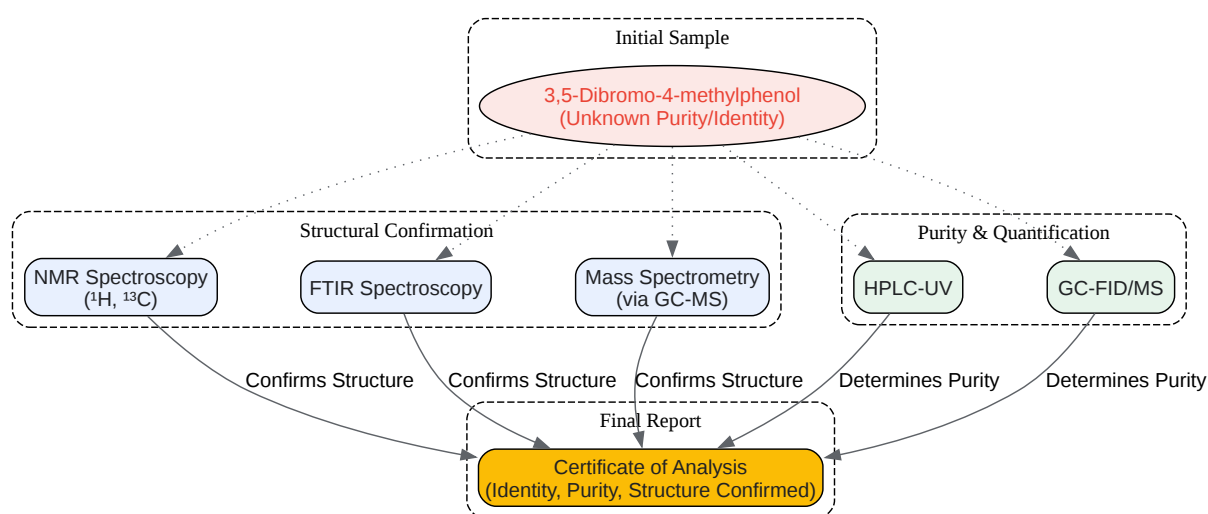 Initial Sample
3,5-Dibromo-4-methylphenol
(Unknown Purity/Identity)
Structural Confirmation
Purity & Quantification
NMR Spectroscopy
(¹H, ¹³C)
FTIR Spectroscopy
Mass Spectrometry
(via GC-MS)
HPLC-UV
GC-FID/MS
Confirms Structure
Confirms Structure
Confirms Structure
Determines Purity
Determines Purity
Final Report
Certificate of Analysis
(Identity, Purity, Structure Confirmed)